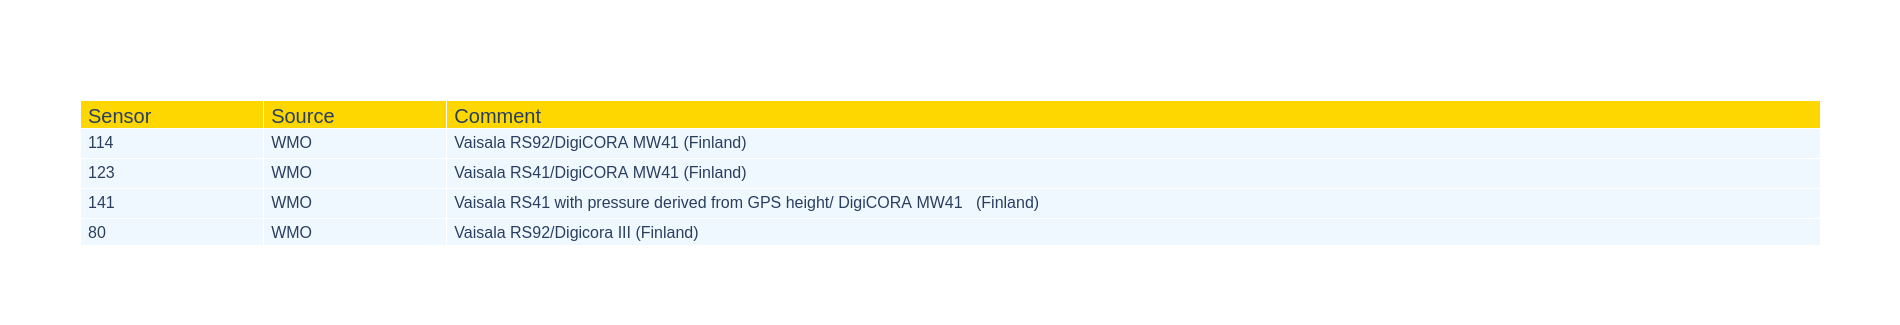 Sensor Source Comment
114 WMO Vaisala RS92/DigiCORA MW41 (Finland)
123 WMO Vaisala RS41/DigiCORA MW41 (Finland)
141 WMO Vaisala RS41 with pressure derived from GPS height/ DigiCORA MW41   (Finland)
80 WMO Vaisala RS92/Digicora III (Finland)